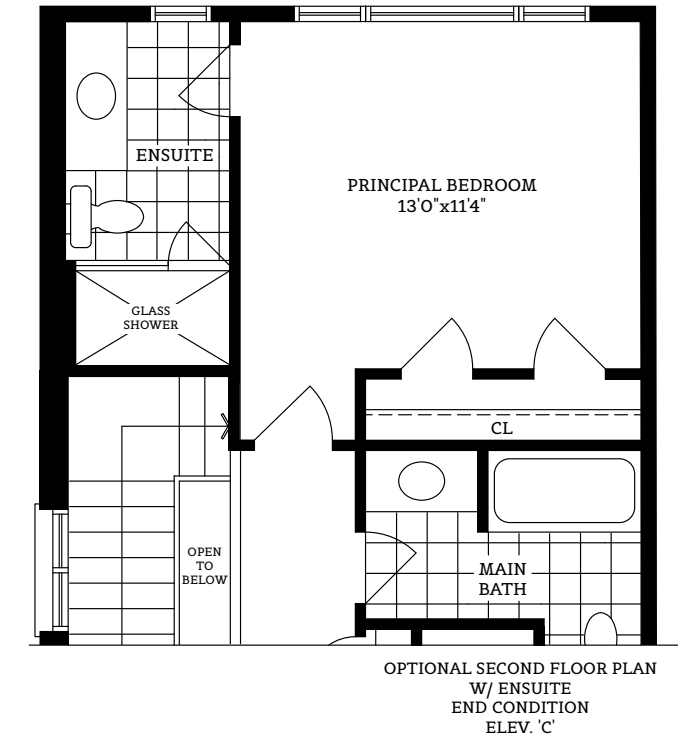 ENSUITE
PRINCIPAL BEDROOM
13'0"x11'4"
GLASS
SHOWER
CL
OPEN
TO
BELOW
MAIN
BATH
OPTIONAL SECOND FLOOR PLAN
W/ ENSUITE
END CONDITION
ELEV. 'C'